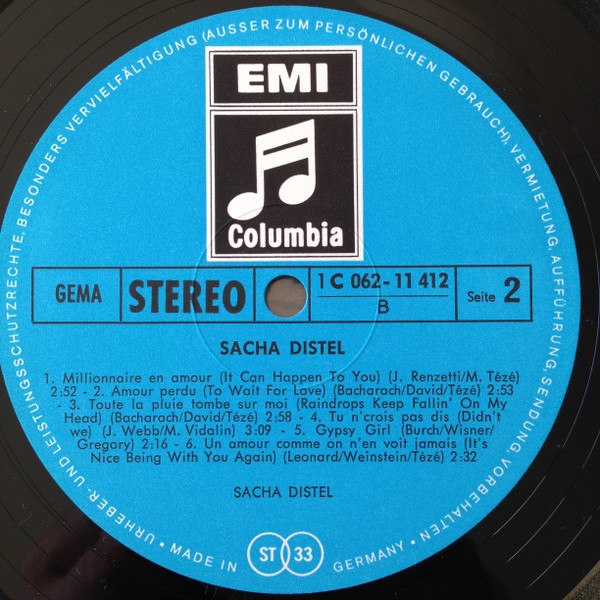 URHEBER- UND LEISTUNGSSCHUTZRECHTE, BESONDERS VERVIELFÄLTIGUNG (AUSSER ZUM PERSÖNLICHEN GEBRAUCH), VERMIETUNG, AUFFÜHRUNG, SENDUNG, VORBEHALTEN
EMI
Columbia
GEMA
STEREO
1 C 062-11 412
B
Seite 2
SACHA DISTEL
1. Millionnaire en amour (It Can Happen To You) (J. Renzetti/M. Tézé)
2:52 - 2. Amour perdu (To Wait For Love) (Bacharach/David/Tézé) 2:53
- 3. Toute la pluie tombe sur moi (Raindrops Keep Fallin' On My
Head) (Bacharach/David/Tézé) 2:58 - 4. Tu n'crois pas dis (Didn't
we) (J. Webb/M. Vidalin) 3:09 - 5. Gypsy Girl (Burch/Wisner/
Gregory) 2:16 - 6. Un amour comme on n'en voit jamais (It's
Nice Being With You Again) (Leonard/Weinstein/Tézé) 2:32
SACHA DISTEL
• MADE IN ST 33 GERMANY •